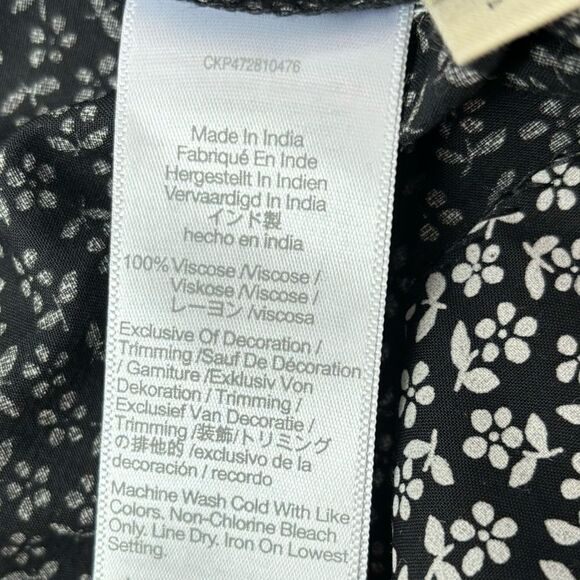 CKP472810476
Made In India
Fabriqué En Inde
Hergestellt In Indien
Vervaardigd In India
インド製
hecho en india
100% Viscose /Viscose /
Viskose /Viscose /
レーヨン /viscosa
Exclusive Of Decoration /
Trimming /Sauf De Décoration
/ Garniture /Exklusiv Von
Dekoration / Trimming /
Exclusief Van Decoratie /
Trimming /装飾/トリミング
の排他的 /exclusivo de la
decoración / recordo
Machine Wash Cold With Like
Colors. Non-Chlorine Bleach
Only. Line Dry. Iron On Lowest
Setting.